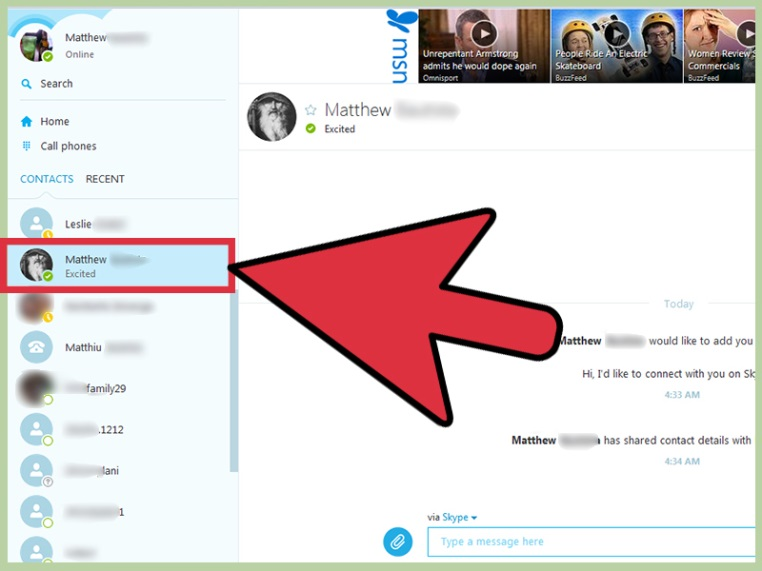 Matthew
Online
Search
Home
Call phones
CONTACTS RECENT
Leslie
Matthew
Excited
Matthiu
family29
.1212
lani
1
msn
Unrepentant Armstrong
admits he would dope again
Omnisport
People Ride An Electric
Skateboard
BuzzFeed
Women Review S
Commercials
BuzzFeed
Matthew
Excited
Today
Matthew would like to add you
Hi, I'd like to connect with you on Sky
4:33 AM
Matthew has shared contact details with
4:34 AM
via Skype
Type a message here